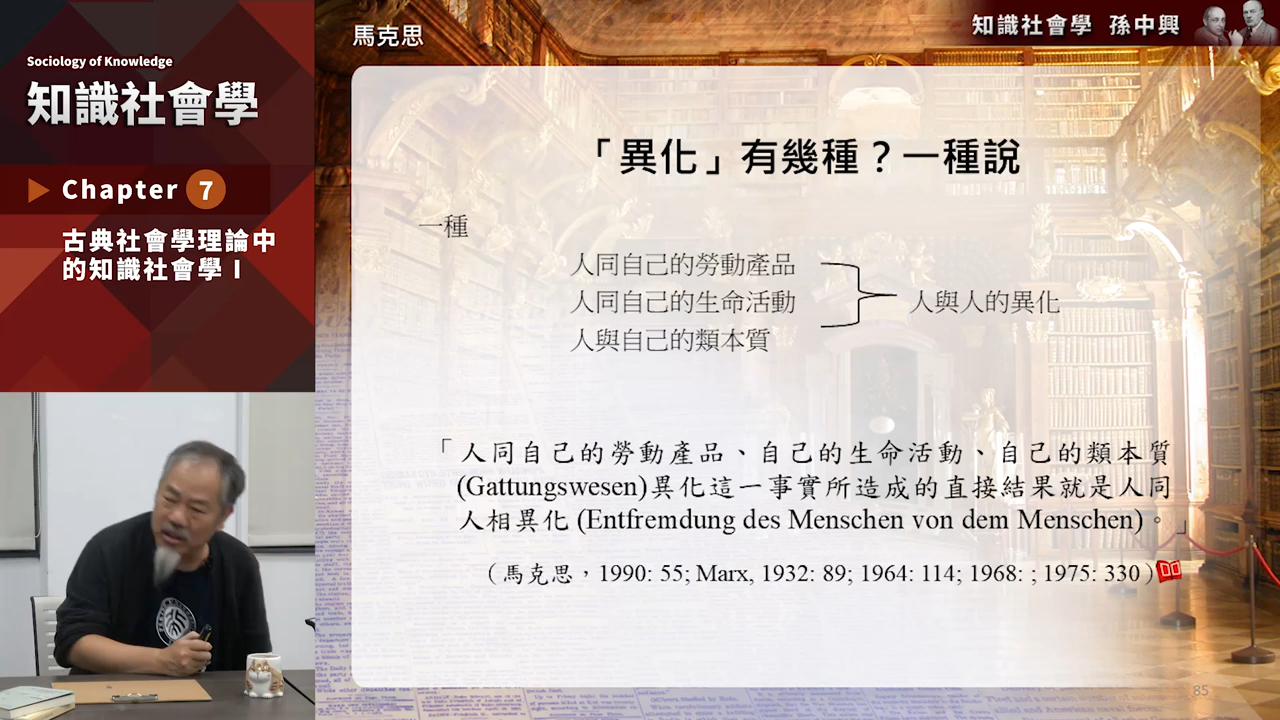 Sociology of Knowledge
知識社會學
Chapter 7
古典社會學理論中
的知識社會學 I
馬克思
知識社會學 孫中興
「異化」有幾種？一種說
一種
人同自己的勞動產品
人同自己的生命活動
人與自己的類本質
人與人的異化
「人同自己的勞動產品、自己的生命活動、自己的類本質
(Gattungswesen)異化這一事實所造成的直接結果就是人同
人相異化 (Entfremdung des Menschen von dem Menschen)。」
（馬克思，1990: 55; Marx, 1932: 89; 1964: 114; 1968: ; 1975: 330）
85